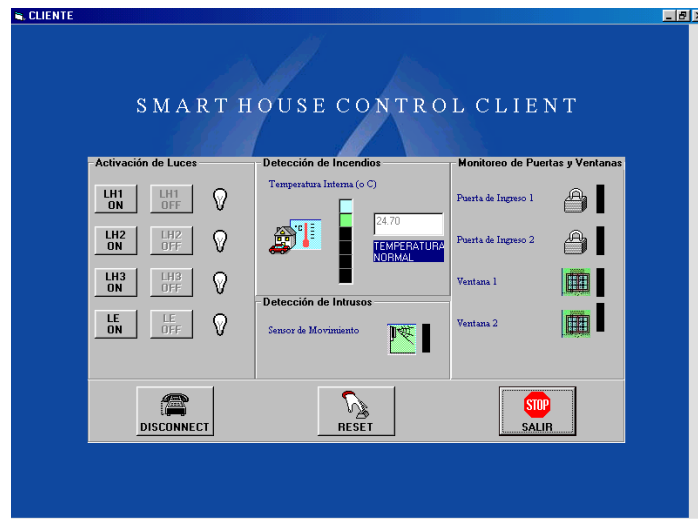 CLIENTE
SMART HOUSE CONTROL CLIENT
Activación de Luces
LH1
ON
LH1
OFF
LH2
ON
LH2
OFF
LH3
ON
LH3
OFF
LE
ON
LE
OFF
Detección de Incendios
Temperatura Interna (o C)
°C
24.70
TEMPERATURA
NORMAL
Detección de Intrusos
Sensor de Movimiento
Monitoreo de Puertas y Ventanas
Puerta de Ingreso 1
Puerta de Ingreso 2
Ventana 1
Ventana 2
DISCONNECT
RESET
STOP
SALIR